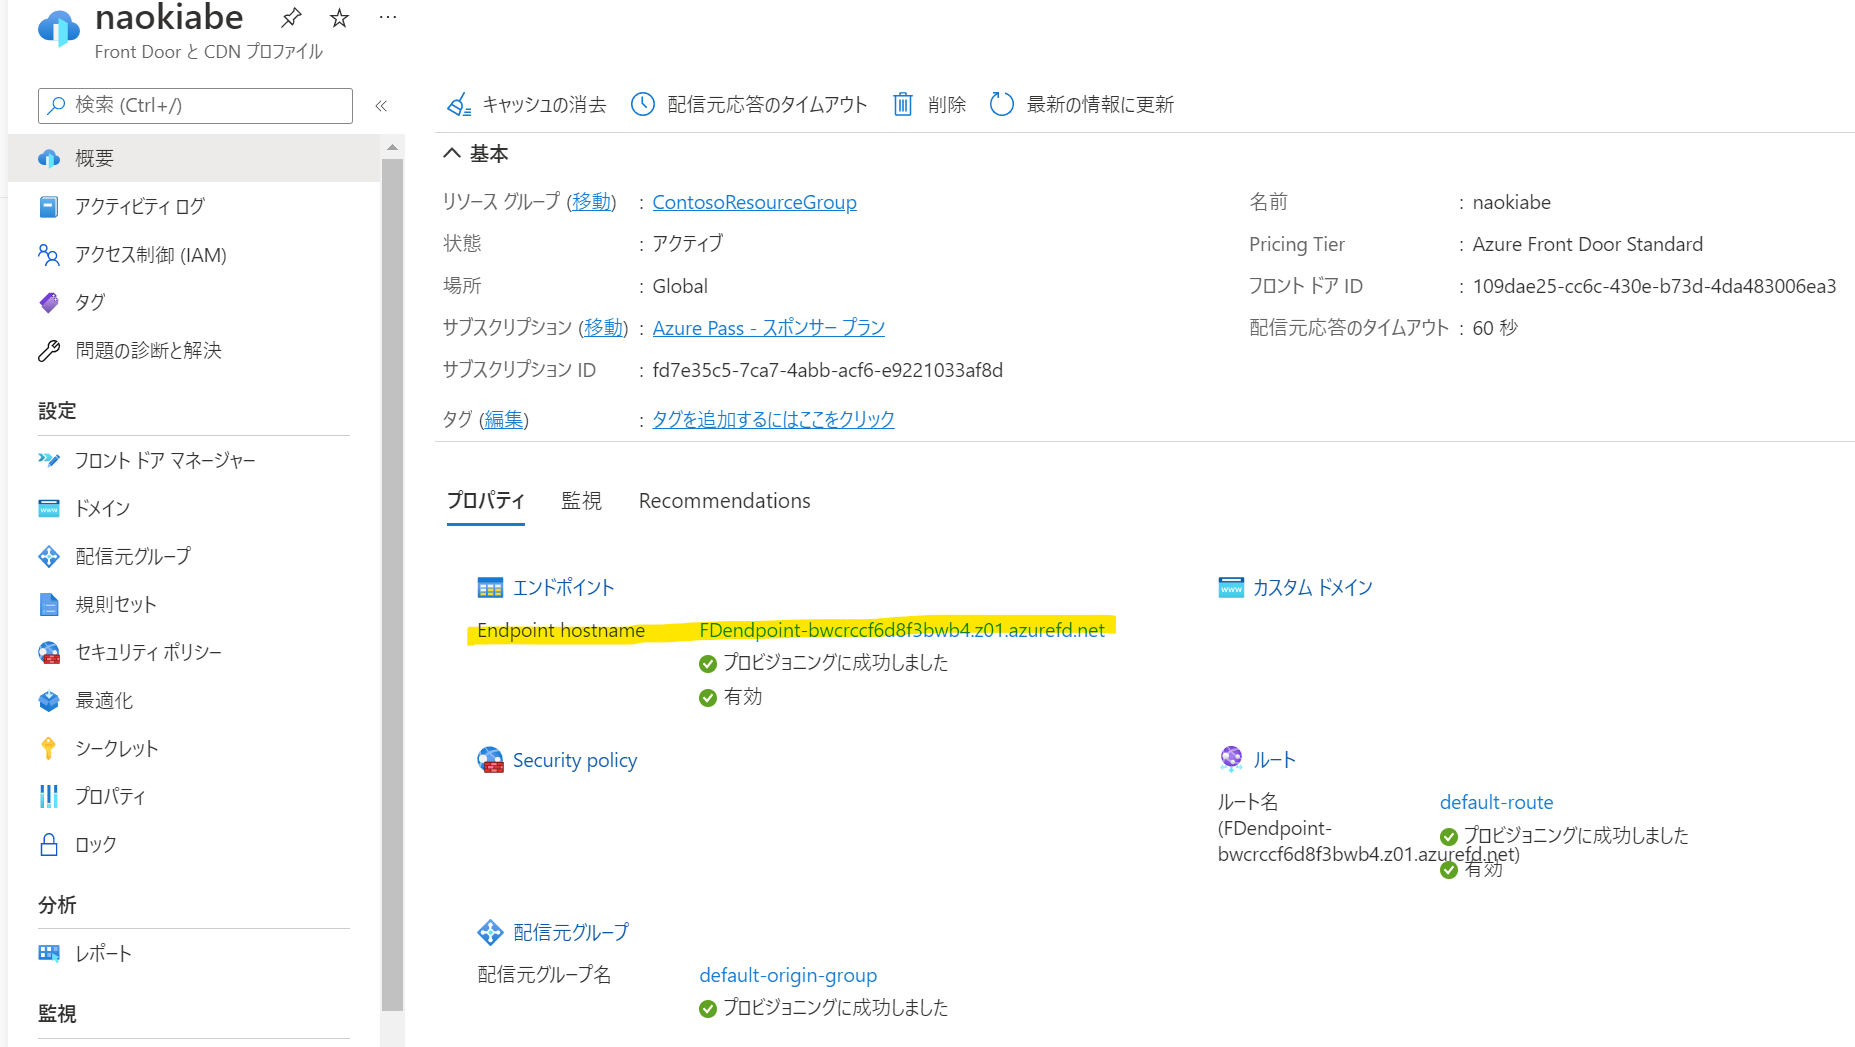 naokiabe
Front Door と CDN プロファイル
検索 (Ctrl+/)
概要
アクティビティ ログ
アクセス制御 (IAM)
タグ
問題の診断と解決
設定
フロント ドア マネージャー
ドメイン
配信元グループ
規則セット
セキュリティ ポリシー
最適化
シークレット
プロパティ
ロック
分析
レポート
監視
キャッシュの消去 配信元応答のタイムアウト 削除 最新の情報に更新
基本
リソース グループ (移動) : ContosoResourceGroup
状態 : アクティブ
場所 : Global
サブスクリプション (移動) : Azure Pass - スポンサー プラン
サブスクリプション ID : fd7e35c5-7ca7-4abb-acf6-e9221033af8d
タグ (編集) : タグを追加するにはここをクリック
名前 : naokiabe
Pricing Tier : Azure Front Door Standard
フロント ドア ID : 109dae25-cc6c-430e-b73d-4da483006ea3
配信元応答のタイムアウト : 60 秒
プロパティ 監視 Recommendations
エンドポイント
Endpoint hostname FDendpoint-bwcrccf6d8f3bwb4.z01.azurefd.net
プロビジョニングに成功しました
有効
カスタム ドメイン
Security policy
ルート
ルート名 default-route
(FDendpoint-
bwcrccf6d8f3bwb4.z01.azurefd.net)
プロビジョニングに成功しました
有効
配信元グループ
配信元グループ名 default-origin-group
プロビジョニングに成功しました